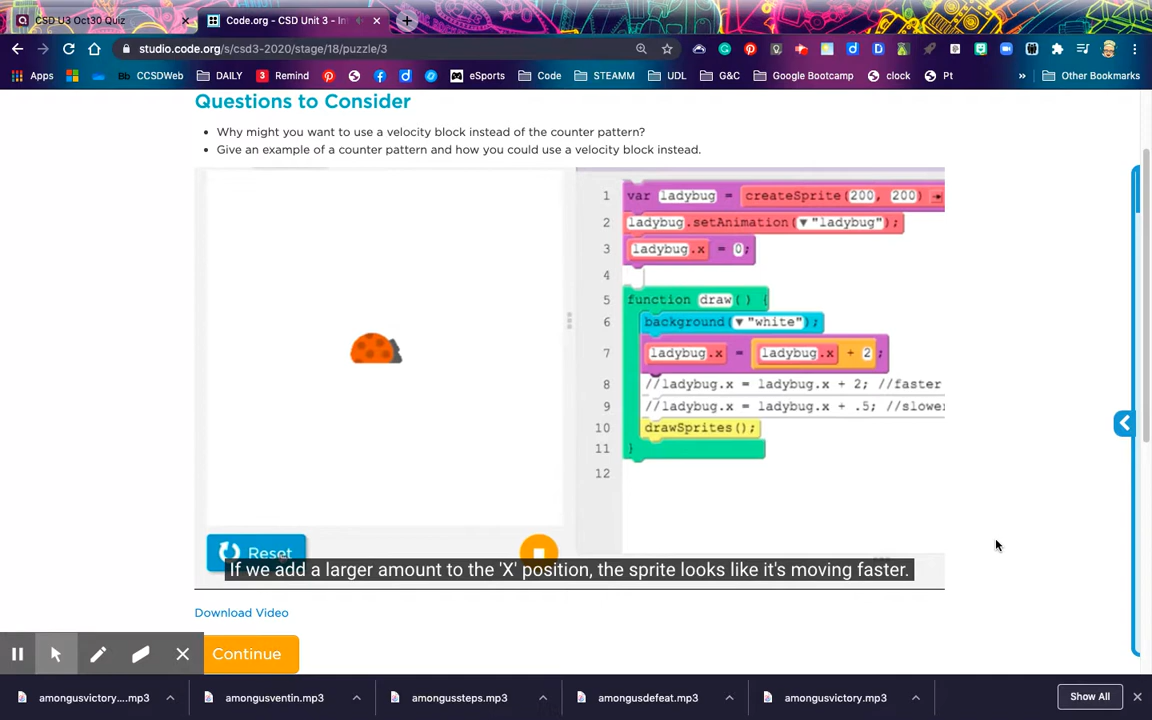 CSD U3 Oct30 Quiz
Code.org - CSD Unit 3 - In
studio.code.org/s/csd3-2020/stage/18/puzzle/3
Apps
Bb CCSDWeb
DAILY
Remind
eSports
Code
STEAMM
UDL
G&C
Google Bootcamp
clock
Pt
Other Bookmarks
Questions to Consider
Why might you want to use a velocity block instead of the counter pattern?
Give an example of a counter pattern and how you could use a velocity block instead.
1 var ladybug = createSprite(200, 200)
2 ladybug.setAnimation(▼"ladybug");
3 ladybug.x = 0;
4
5 function draw() {
6 background(▼"white");
7 ladybug.x = ladybug.x + 2;
8 //ladybug.x = ladybug.x + 2; //faster
9 //ladybug.x = ladybug.x + .5; //slower
10 drawSprites();
11 }
12
Reset
If we add a larger amount to the 'X' position, the sprite looks like it's moving faster.
Download Video
Continue
amongusvictory....mp3
amongusventin.mp3
amongussteps.mp3
amongusdefeat.mp3
amongusvictory.mp3
Show All